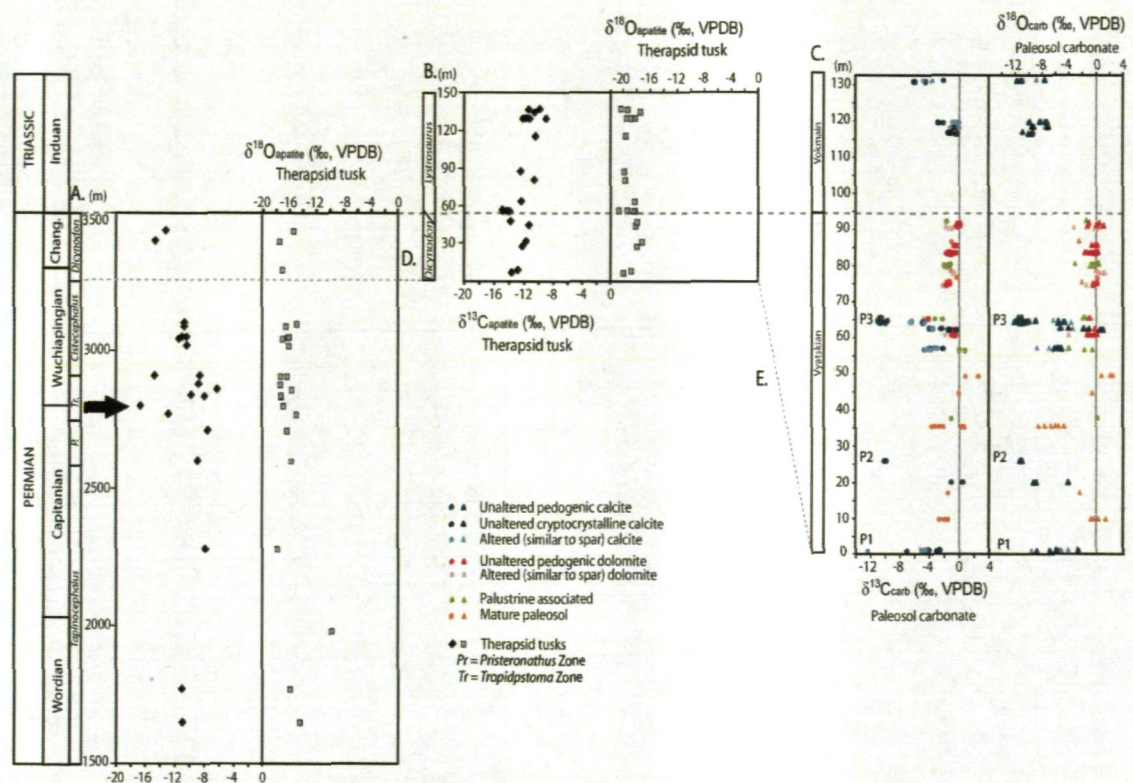 δ18Oapatite (‰, VPDB)
Therapsid tusk
-20 -16 -12 -8 -4 0
B. (m)
150
120
90
60
30
0
Lystrosaurus
Dicynodon
-20 -16 -12 -8 -4 0
δ13Capatite (‰, VPDB)
Therapsid tusk
δ18Ocarb (‰, VPDB)
Paleosol carbonate
C. (m)
-12 -8 -4 0 4
130
120
110
100
90
80
70
60
50
40
30
20
10
0
Vokmain
Vyatskian
P3 P3
P2 P2
P1 P1
-12 -8 -4 0 4
δ13Ccarb (‰, VPDB)
Paleosol carbonate
TRIASSIC
Induan
δ18Oapatite (‰, VPDB)
Therapsid tusk
A. (m)
-20 -16 -12 -8 -4 0
3500
3000
2500
2000
1500
PERMIAN
Chang.
Wuchiapingian
Capitanian
Wordian
Dicynodon
Cistecephalus
Tr.
P.
Tapinocephalus
-20 -16 -12 -8 -4 0
D.
E.
Unaltered pedogenic calcite
Unaltered cryptocrystalline calcite
Altered (similar to spar) calcite
Unaltered pedogenic dolomite
Altered (similar to spar) dolomite
Palustrine associated
Mature paleosol
Therapsid tusks
Pr = Pristeronathus Zone
Tr = Trapidpstoma Zone